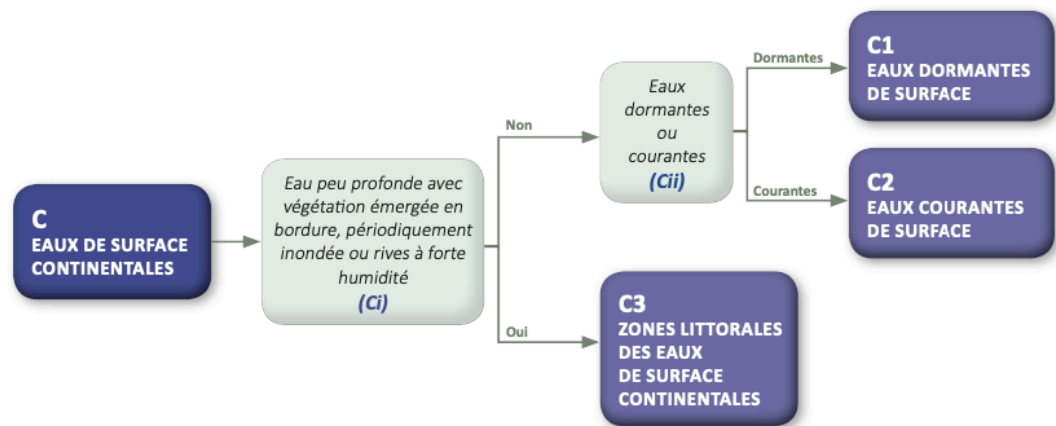 C
EAUX DE SURFACE
CONTINENTALES
Eau peu profonde avec
végétation émergée en
bordure, périodiquement
inondée ou rives à forte
humidité
(Ci)
Non
Eaux
dormantes
ou
courantes
(Cii)
Dormantes
C1
EAUX DORMANTES
DE SURFACE
Courantes
C2
EAUX COURANTES
DE SURFACE
Oui
C3
ZONES LITTORALES
DES EAUX
DE SURFACE
CONTINENTALES